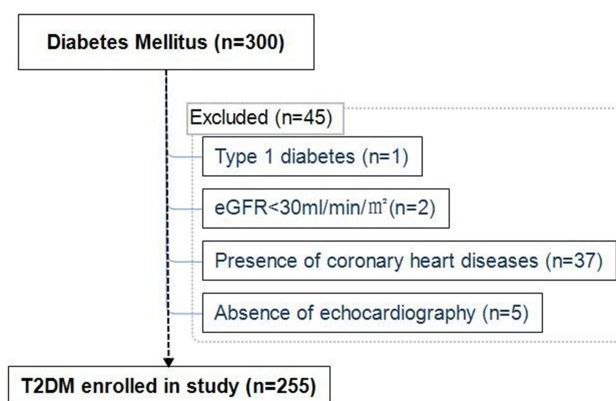 Diabetes Mellitus (n=300)
Excluded (n=45)
Type 1 diabetes (n=1)
eGFR<30ml/min/㎡(n=2)
Presence of coronary heart diseases (n=37)
Absence of echocardiography (n=5)
T2DM enrolled in study (n=255)